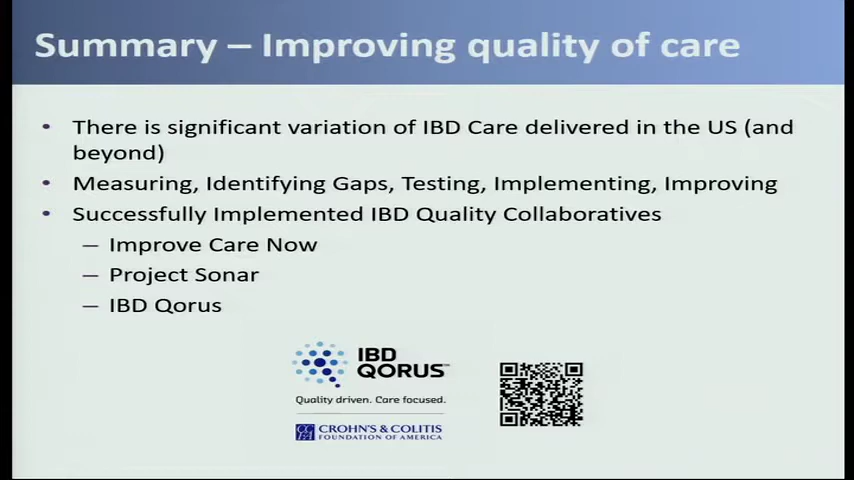 Summary – Improving quality of care
• There is significant variation of IBD Care delivered in the US (and
beyond)
• Measuring, Identifying Gaps, Testing, Implementing, Improving
• Successfully Implemented IBD Quality Collaboratives
– Improve Care Now
– Project Sonar
– IBD Qorus
IBD
QORUS™
Quality driven. Care focused.
CROHN'S & COLITIS
FOUNDATION OF AMERICA